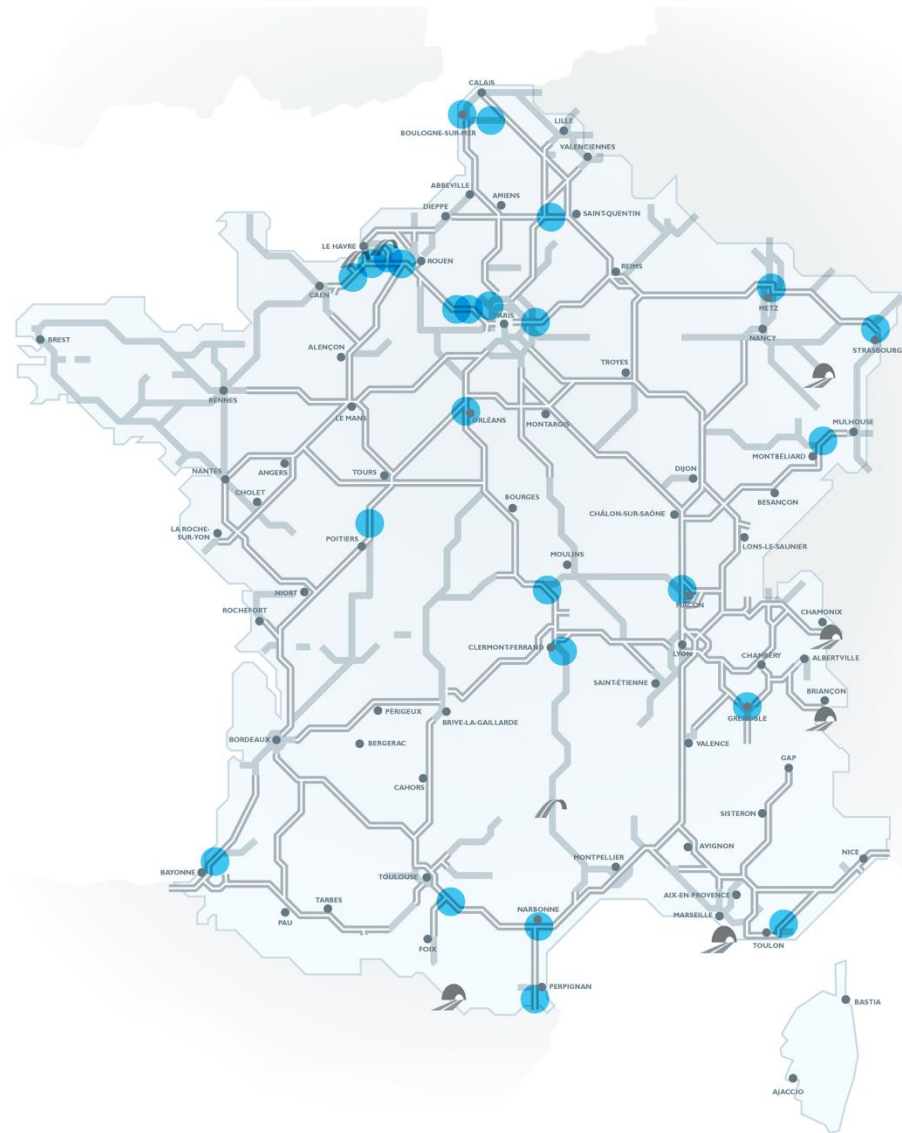 CALAIS
BOULOGNE-SUR-MER
LILLE
VALENCIENNES
ABBEVILLE
AMIENS
DIEPPE
SAINT-QUENTIN
LE HAVRE
ROUEN
REIMS
CAEN
METZ
PARIS
NANCY
STRASBOURG
BREST
ALENÇON
TROYES
RENNES
LE MANS
ORLÉANS
MONTARGIS
MULHOUSE
MONTBÉLIARD
NANTES
ANGERS
TOURS
DIJON
BESANÇON
CHOLET
BOURGES
CHÂLON-SUR-SAÔNE
LA ROCHE-
SUR-YON
POITIERS
LONS-LE-SAUNIER
MOULINS
NIORT
MÂCON
ROCHEFORT
CHAMONIX
CLERMONT-FERRAND
LYON
CHAMBÉRY
ALBERTVILLE
SAINT-ÉTIENNE
BRIANÇON
PÉRIGEUX
BRIVE-LA-GAILLARDE
GRENOBLE
BORDEAUX
BERGERAC
VALENCE
GAP
CAHORS
SISTERON
AVIGNON
NICE
MONTPELLIER
BAYONNE
TOULOUSE
AIX-EN-PROVENCE
TARBES
NARBONNE
MARSEILLE
PAU
TOULON
FOIX
PERPIGNAN
BASTIA
AJACCIO